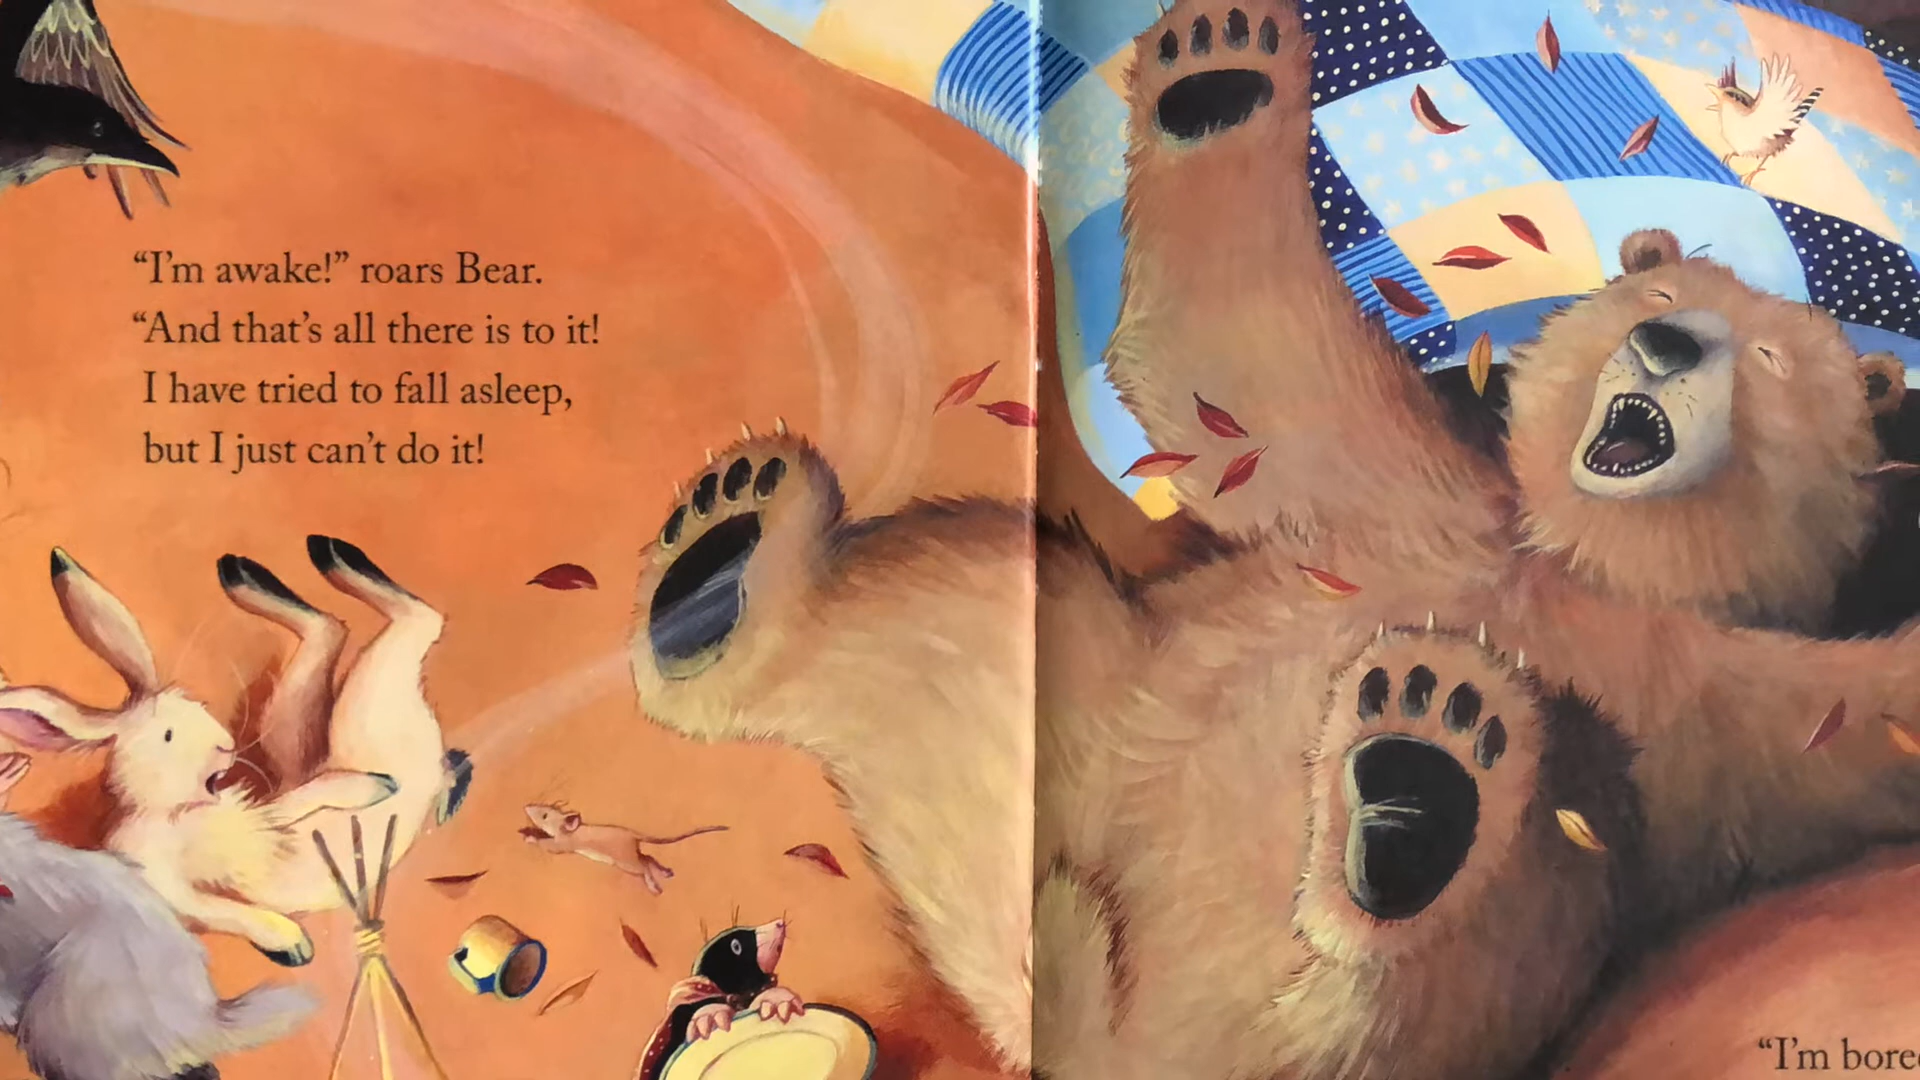 “I’m awake!” roars Bear.
“And that’s all there is to it!
I have tried to fall asleep,
but I just can’t do it!
“I’m